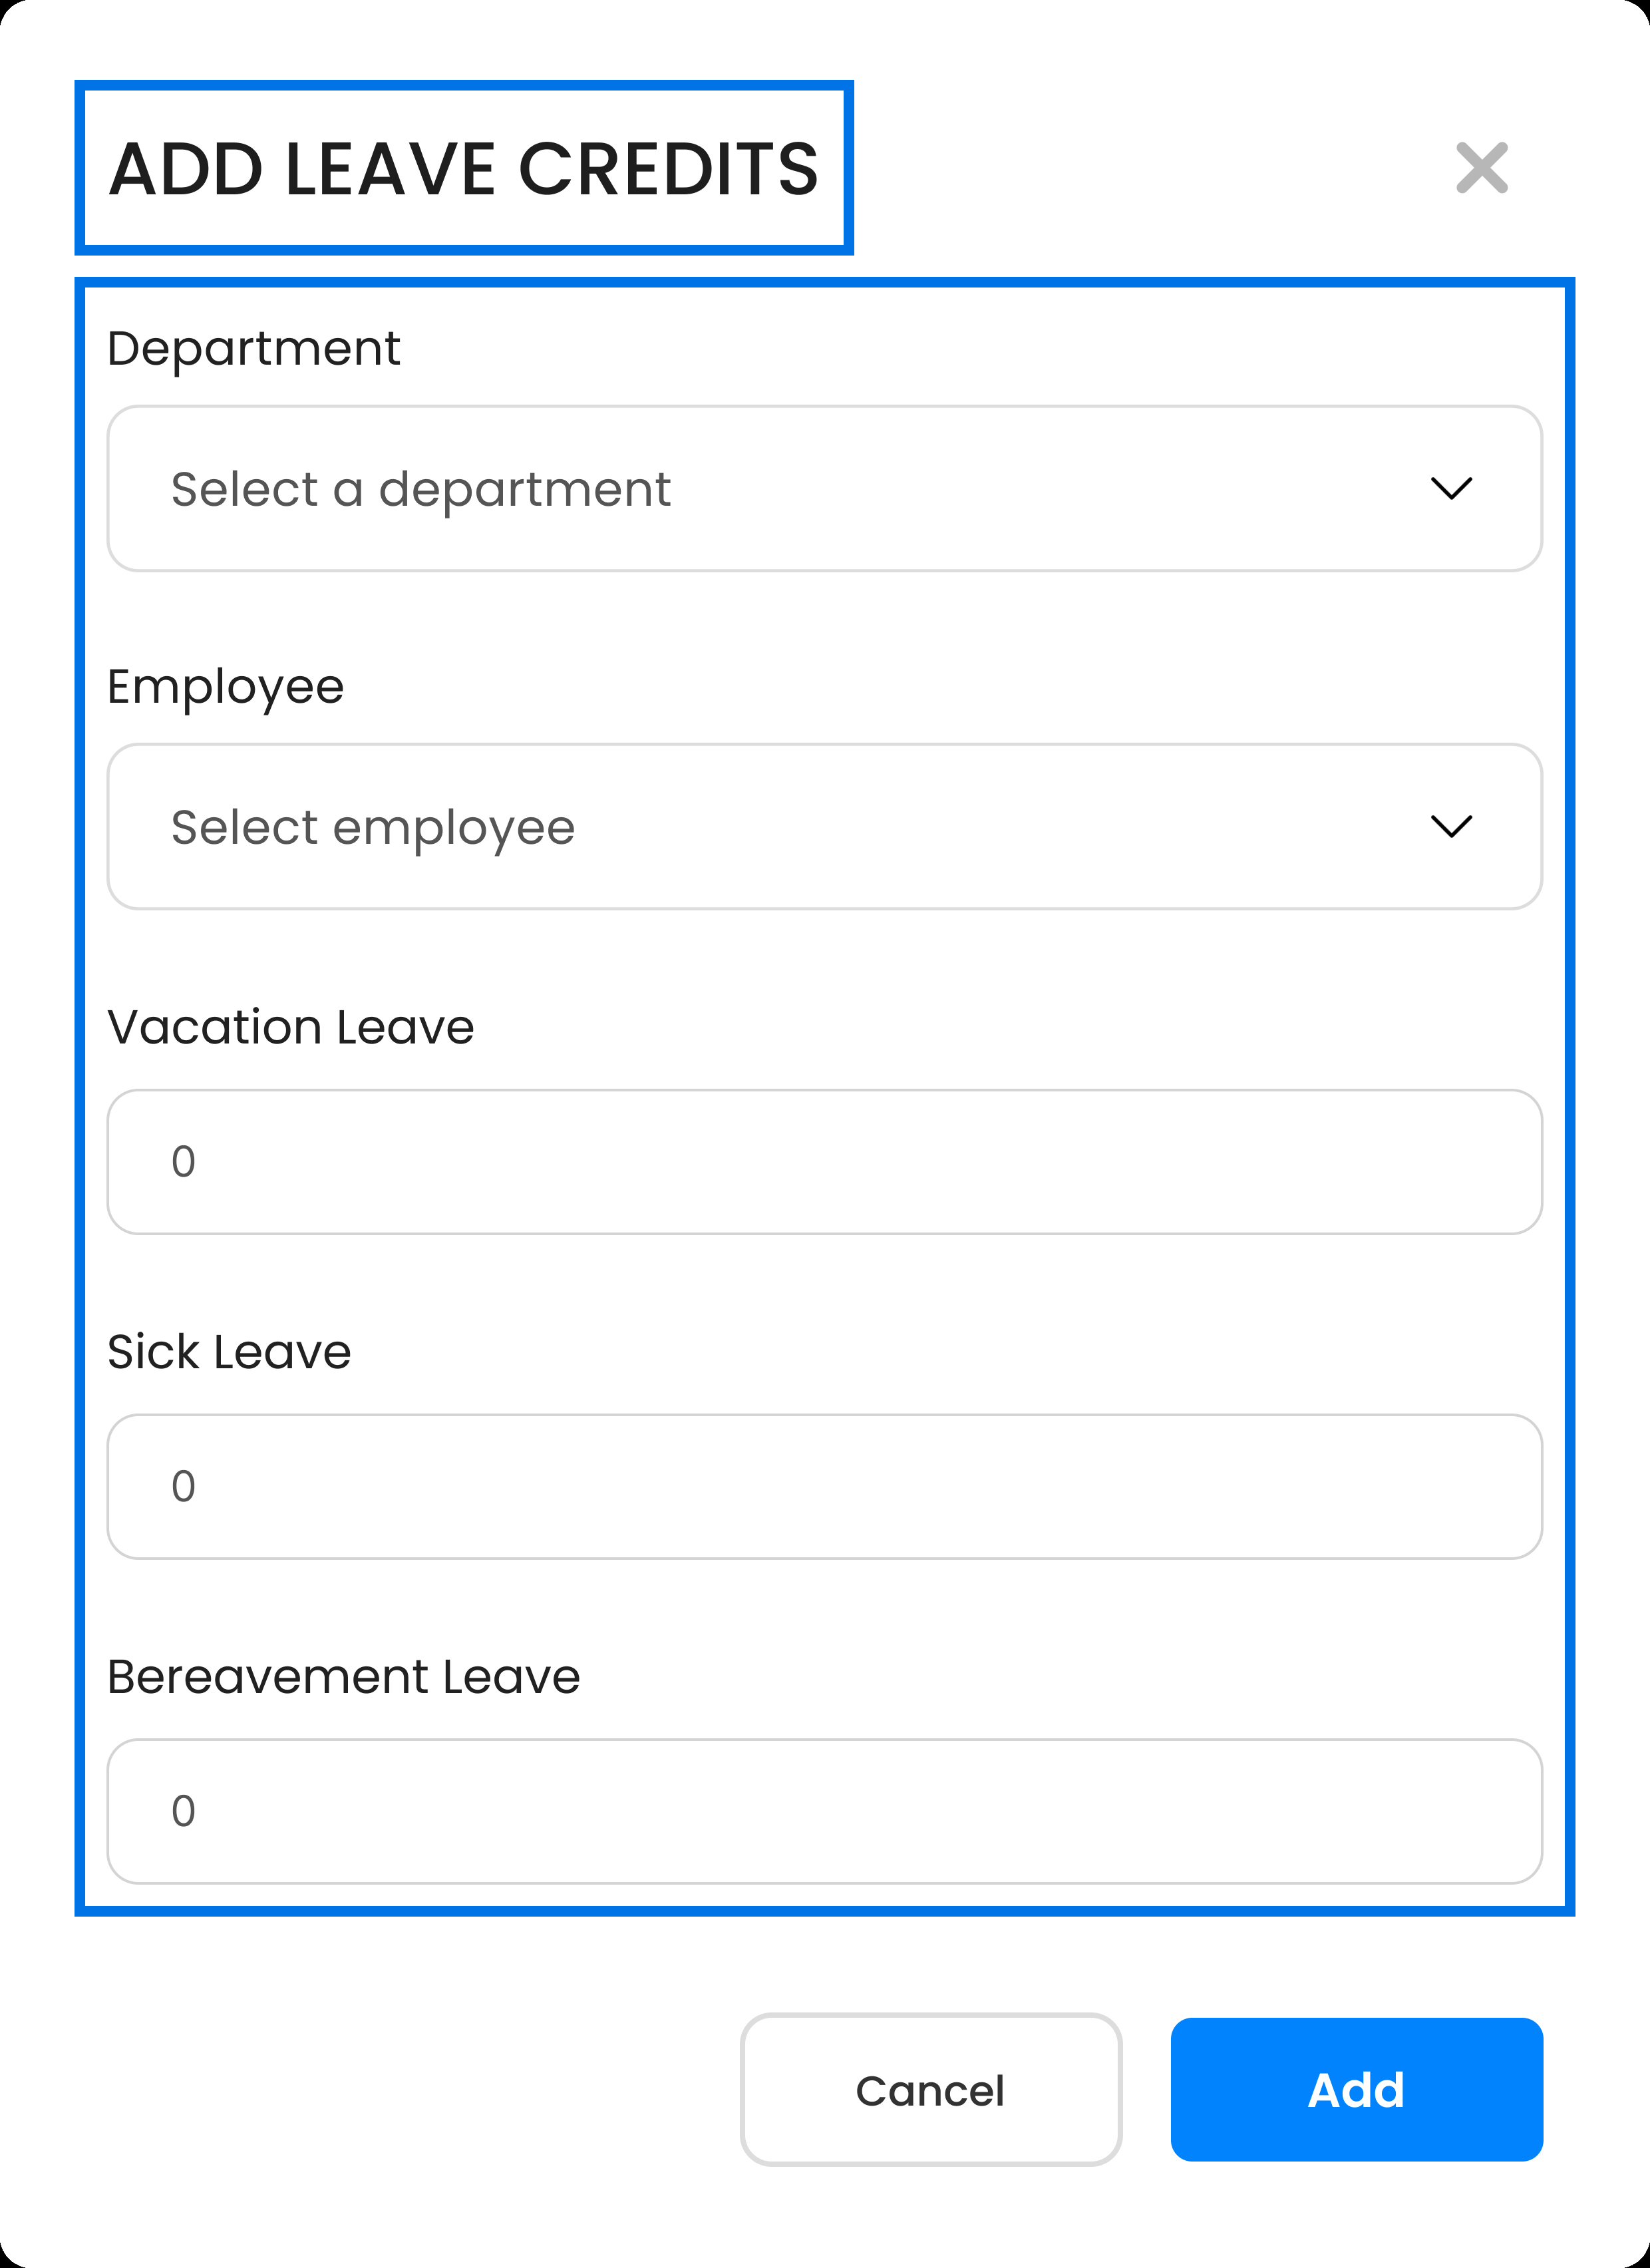 ADD LEAVE CREDITS
Department
Select a department
Employee
Select employee
Vacation Leave
0
Sick Leave
0
Bereavement Leave
0
Cancel
Add